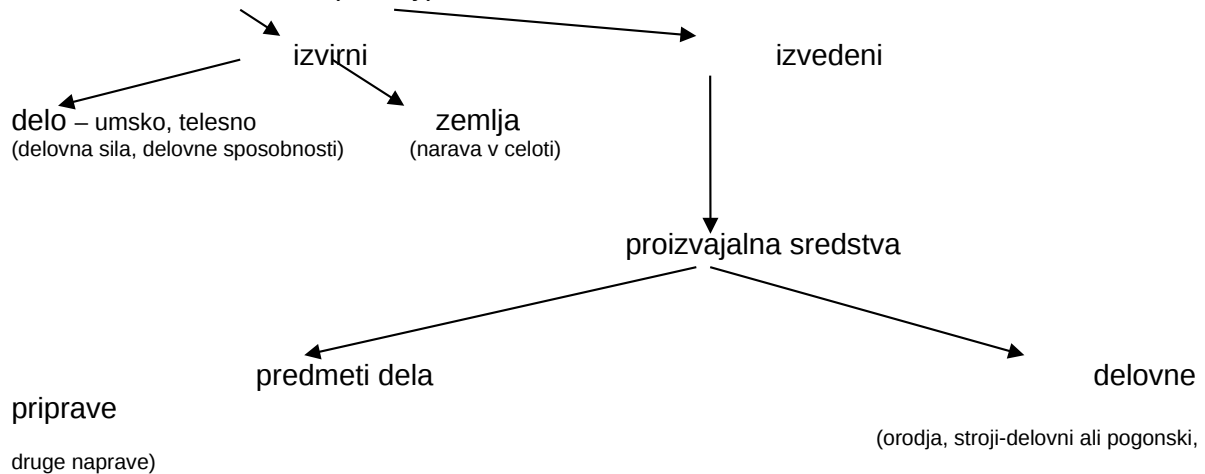 izvirni izvedeni
delo – umsko, telesno zemlja
(delovna sila, delovne sposobnosti) (narava v celoti)
proizvajalna sredstva
predmeti dela delovne
priprave
(orodja, stroji-delovni ali pogonski,
druge naprave)